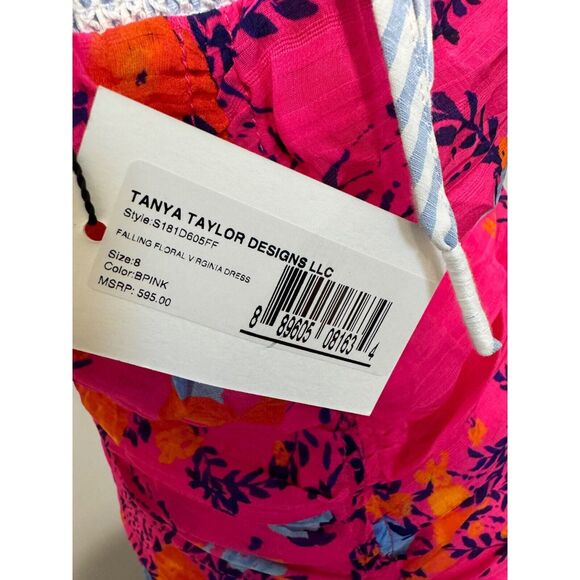 TANYA TAYLOR DESIGNS LLC
Style:S181D605FF
FALLING FLORAL VIRGINIA DRESS
Size:8
Color:BPINK
MSRP: 595.00
8 89605 08163 4